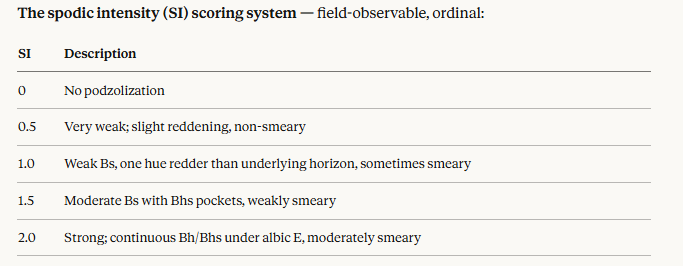 The spodic intensity (SI) scoring system — field-observable, ordinal:
SI Description
0 No podzolization
0.5 Very weak; slight reddening, non-smeary
1.0 Weak Bs, one hue redder than underlying horizon, sometimes smeary
1.5 Moderate Bs with Bhs pockets, weakly smeary
2.0 Strong; continuous Bh/Bhs under albic E, moderately smeary